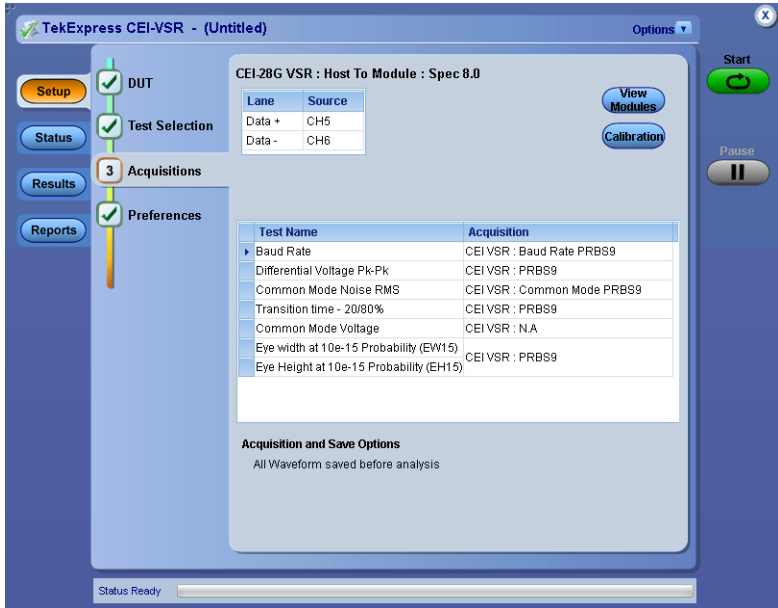 TekExpress CEI-VSR - (Untitled)
Options
x
Start
Pause
Setup
Status
Results
Reports
DUT
Test Selection
3 Acquisitions
Preferences
CEI-28G VSR : Host To Module : Spec 8.0
Lane Source
Data + CH5
Data - CH6
View Modules
Calibration
Test Name Acquisition
Baud Rate CEI VSR : Baud Rate PRBS9
Differential Voltage Pk-Pk CEI VSR : PRBS9
Common Mode Noise RMS CEI VSR : Common Mode PRBS9
Transition time - 20/80% CEI VSR : PRBS9
Common Mode Voltage CEI VSR : N.A
Eye width at 10e-15 Probability (EW15) CEI VSR : PRBS9
Eye Height at 10e-15 Probability (EH15)
Acquisition and Save Options
All Waveform saved before analysis
Status Ready